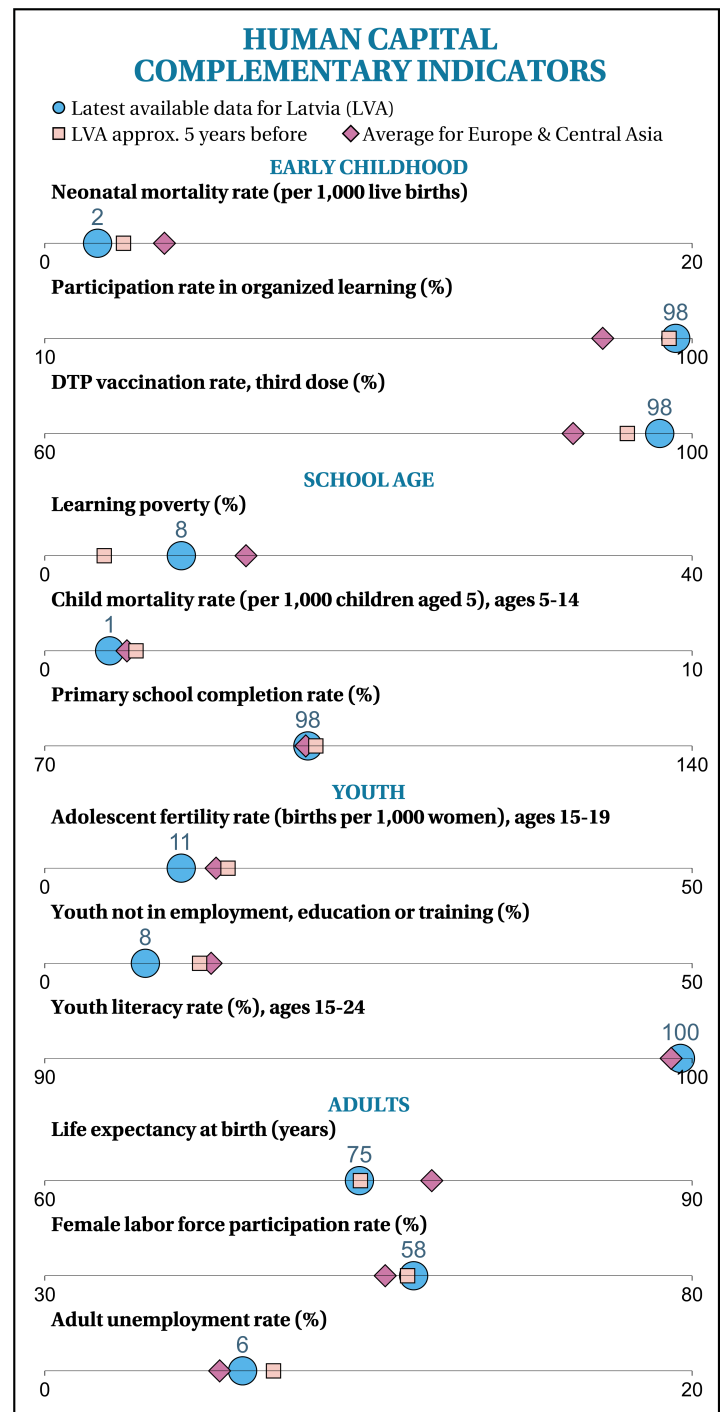 HUMAN CAPITAL
COMPLEMENTARY INDICATORS
Latest available data for Latvia (LVA)
LVA approx. 5 years before Average for Europe & Central Asia
EARLY CHILDHOOD
Neonatal mortality rate (per 1,000 live births)
2
0 20
Participation rate in organized learning (%)
98
10 100
DTP vaccination rate, third dose (%)
98
60 100
SCHOOL AGE
Learning poverty (%)
8
0 40
Child mortality rate (per 1,000 children aged 5), ages 5-14
1
0 10
Primary school completion rate (%)
98
70 140
YOUTH
Adolescent fertility rate (births per 1,000 women), ages 15-19
11
0 50
Youth not in employment, education or training (%)
8
0 50
Youth literacy rate (%), ages 15-24
100
90 100
ADULTS
Life expectancy at birth (years)
75
60 90
Female labor force participation rate (%)
58
30 80
Adult unemployment rate (%)
6
0 20